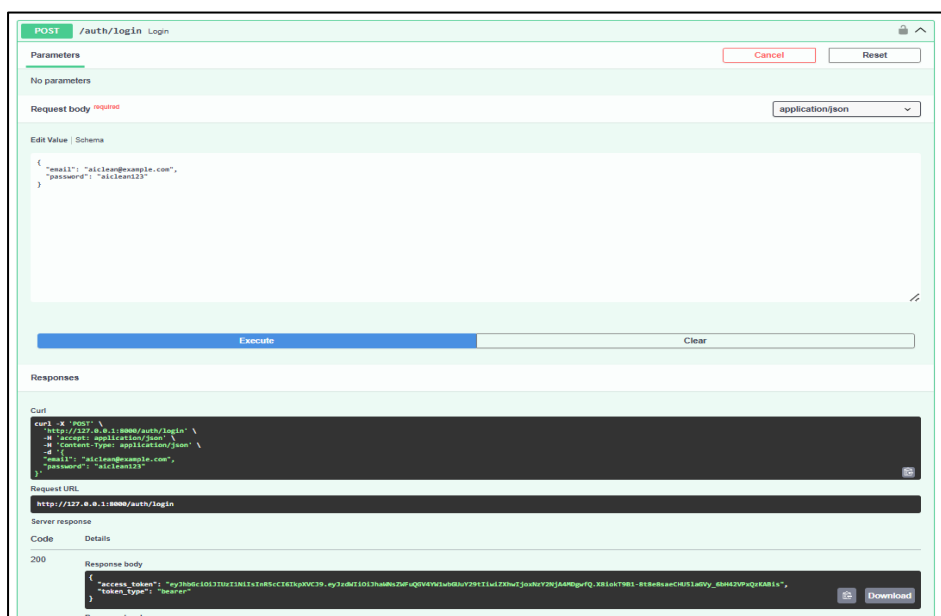 POST /auth/login Login
Parameters
Cancel Reset
No parameters
Request body required
application/json
Edit Value | Schema
{
"email": "aiclean@example.com",
"password": "aiclean123"
}
Execute Clear
Responses
Curl
curl -X 'POST' \
'http://127.0.0.1:8000/auth/login' \
-H 'accept: application/json' \
-H 'Content-Type: application/json' \
-d '{
"email": "aiclean@example.com",
"password": "aiclean123"
}'
Request URL
http://127.0.0.1:8000/auth/login
Server response
Code Details
200
Response body
{
"access_token":
"token_type": "bearer"
}
Download